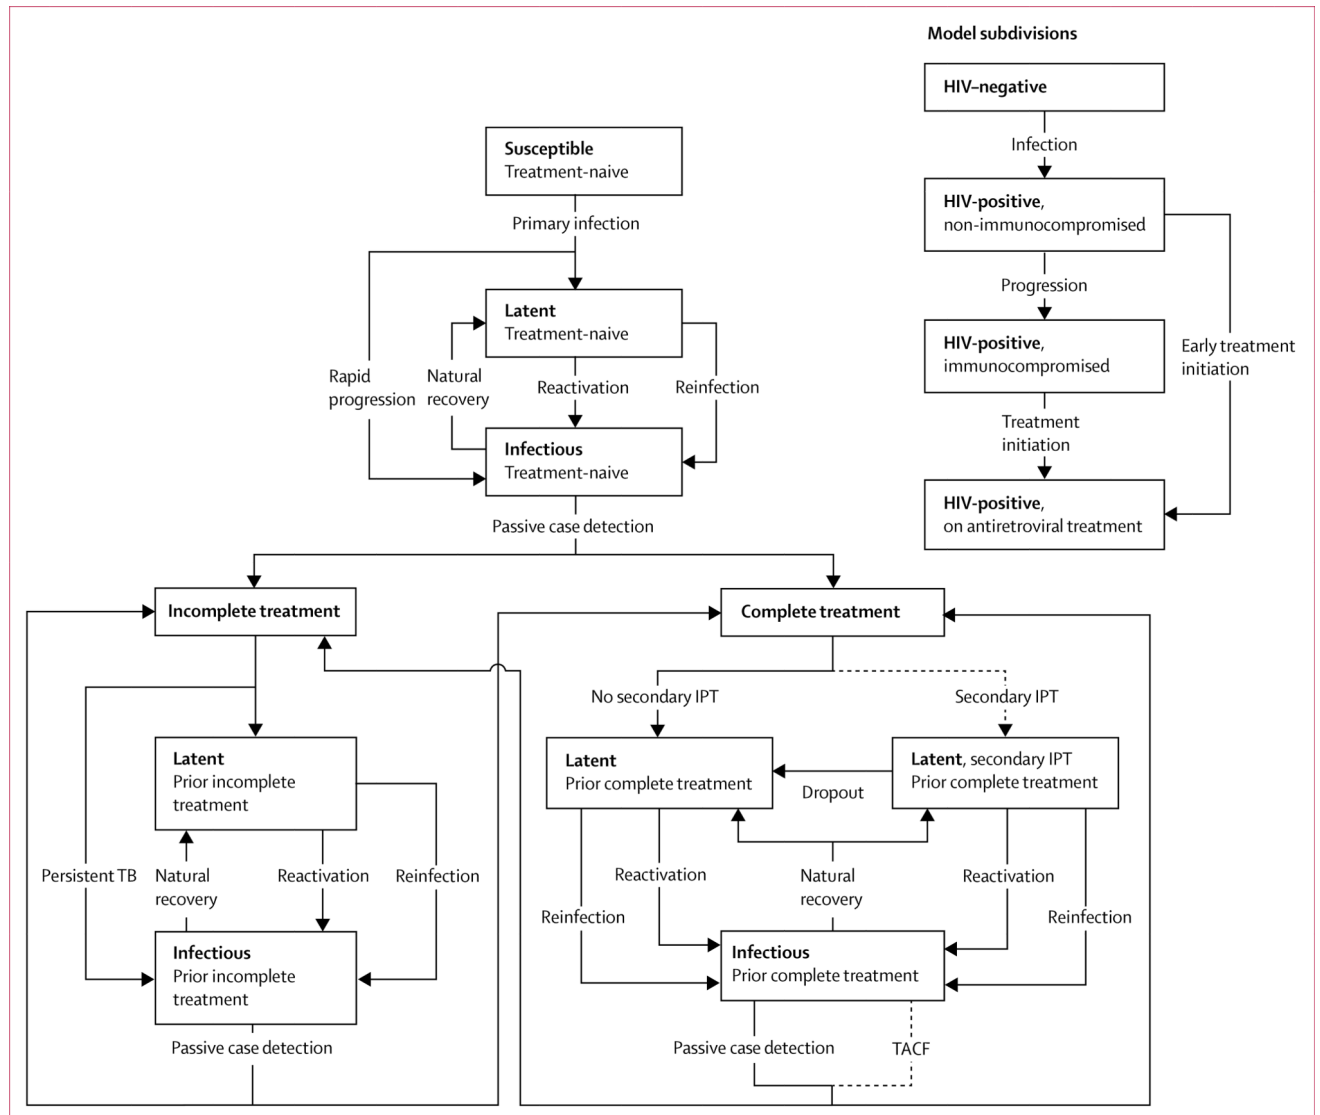 Model subdivisions
HIV–negative
Infection
HIV-positive,
non-immunocompromised
Progression
HIV-positive,
immunocompromised
Early treatment
initiation
Treatment
initiation
HIV-positive,
on antiretroviral treatment
Susceptible
Treatment-naive
Primary infection
Latent
Treatment-naive
Rapid
progression
Natural
recovery
Reactivation
Reinfection
Infectious
Treatment-naive
Passive case detection
Incomplete treatment
Complete treatment
No secondary IPT
Secondary IPT
Latent
Prior incomplete
treatment
Persistent TB
Natural
recovery
Reactivation
Reinfection
Infectious
Prior incomplete
treatment
Passive case detection
Latent
Prior complete treatment
Dropout
Latent, secondary IPT
Prior complete treatment
Reinfection
Reactivation
Natural
recovery
Reactivation
Reinfection
Infectious
Prior complete treatment
Passive case detection
TACF